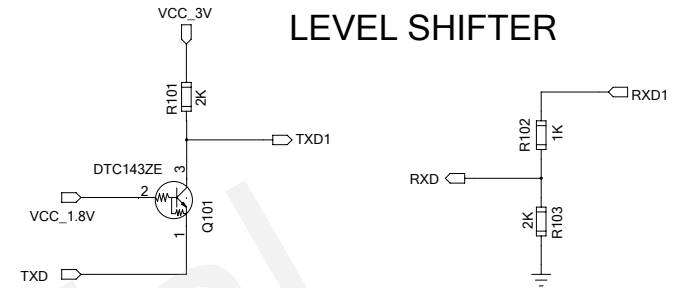 VCC_3V
LEVEL SHIFTER
R101
2K
TXD1
DTC143ZE
3
2
VCC_1.8V
Q101
1
TXD
RXD1
R102
1K
RXD
2K
R103